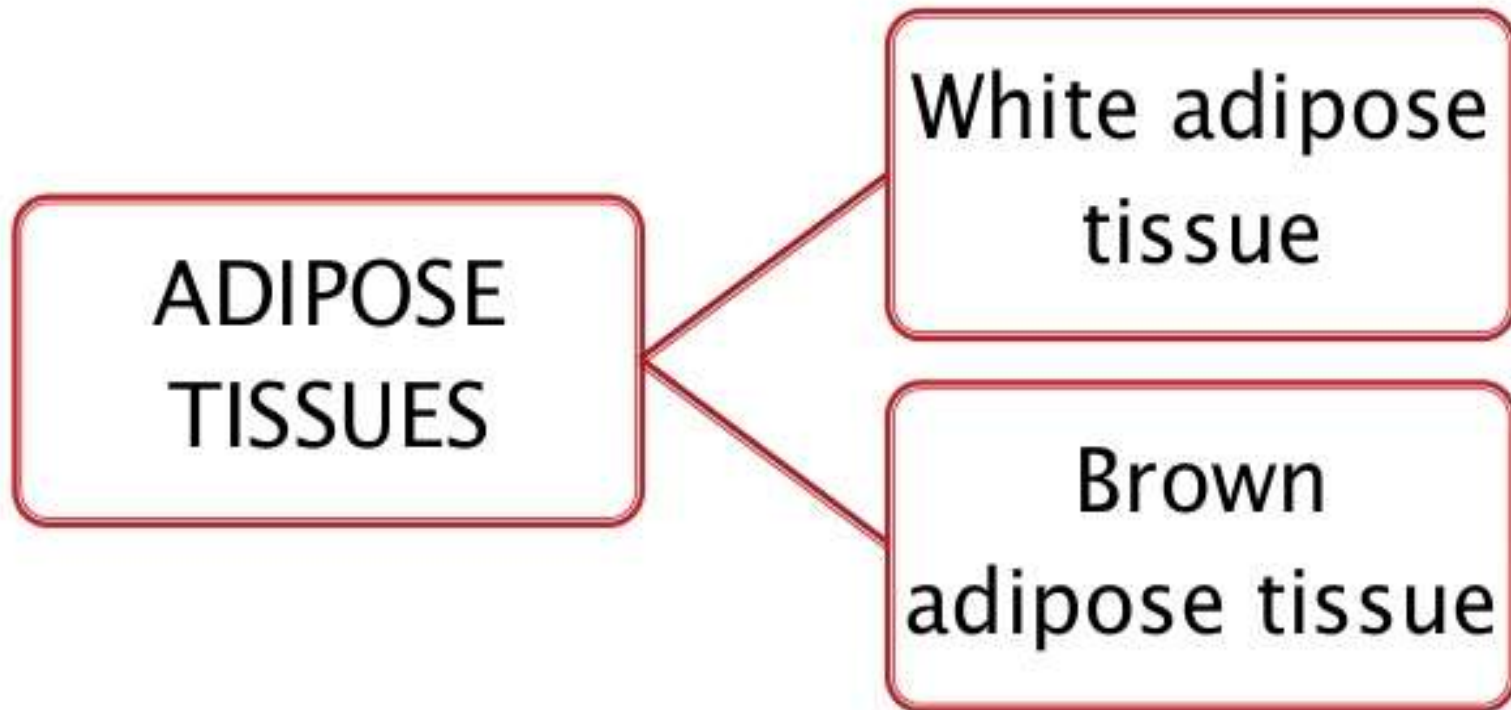 ADIPOSE
TISSUES
White adipose
tissue
Brown
adipose tissue